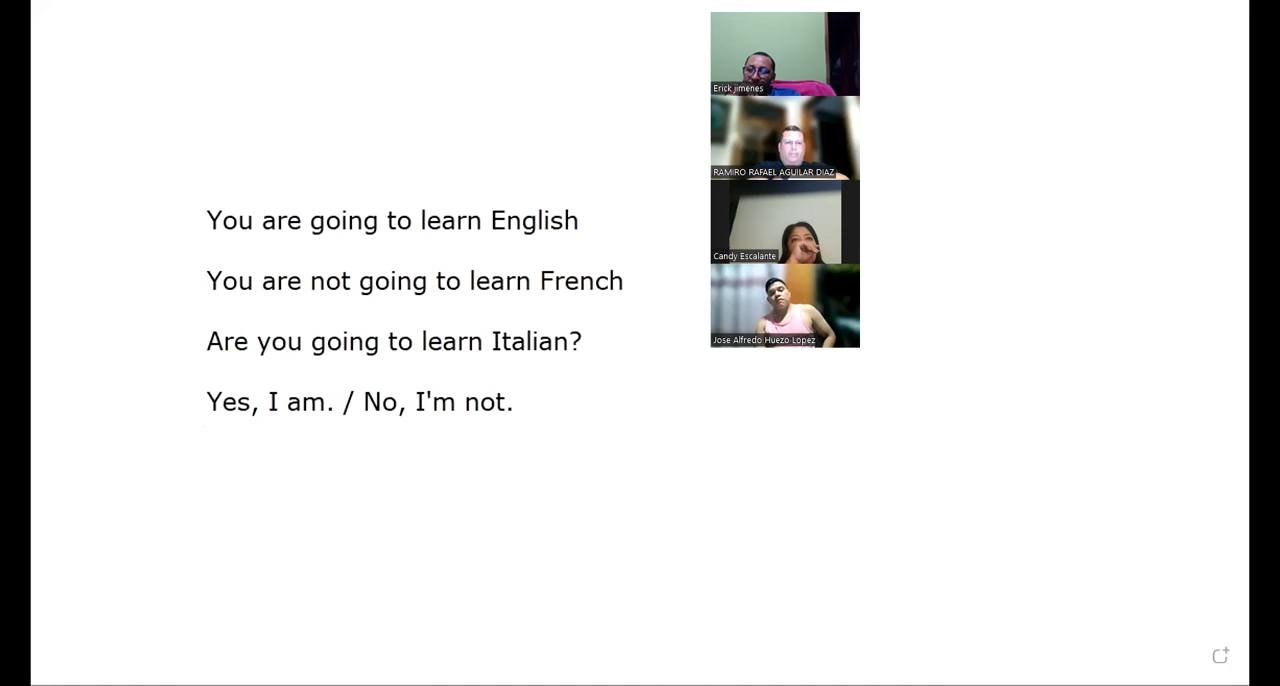 You are going to learn English
You are not going to learn French
Are you going to learn Italian?
Yes, I am. / No, I'm not.
Erick jimenes
RAMIRO RAFAEL AGUILAR DIAZ
Candy Escalante
Jose Alfredo Huezo Lopez